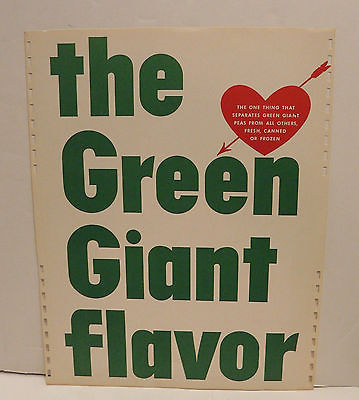 the
THE ONE THING THAT
SEPARATES GREEN GIANT
PEAS FROM ALL OTHERS,
FRESH, CANNED
OR FROZEN
Green
Giant
flavor